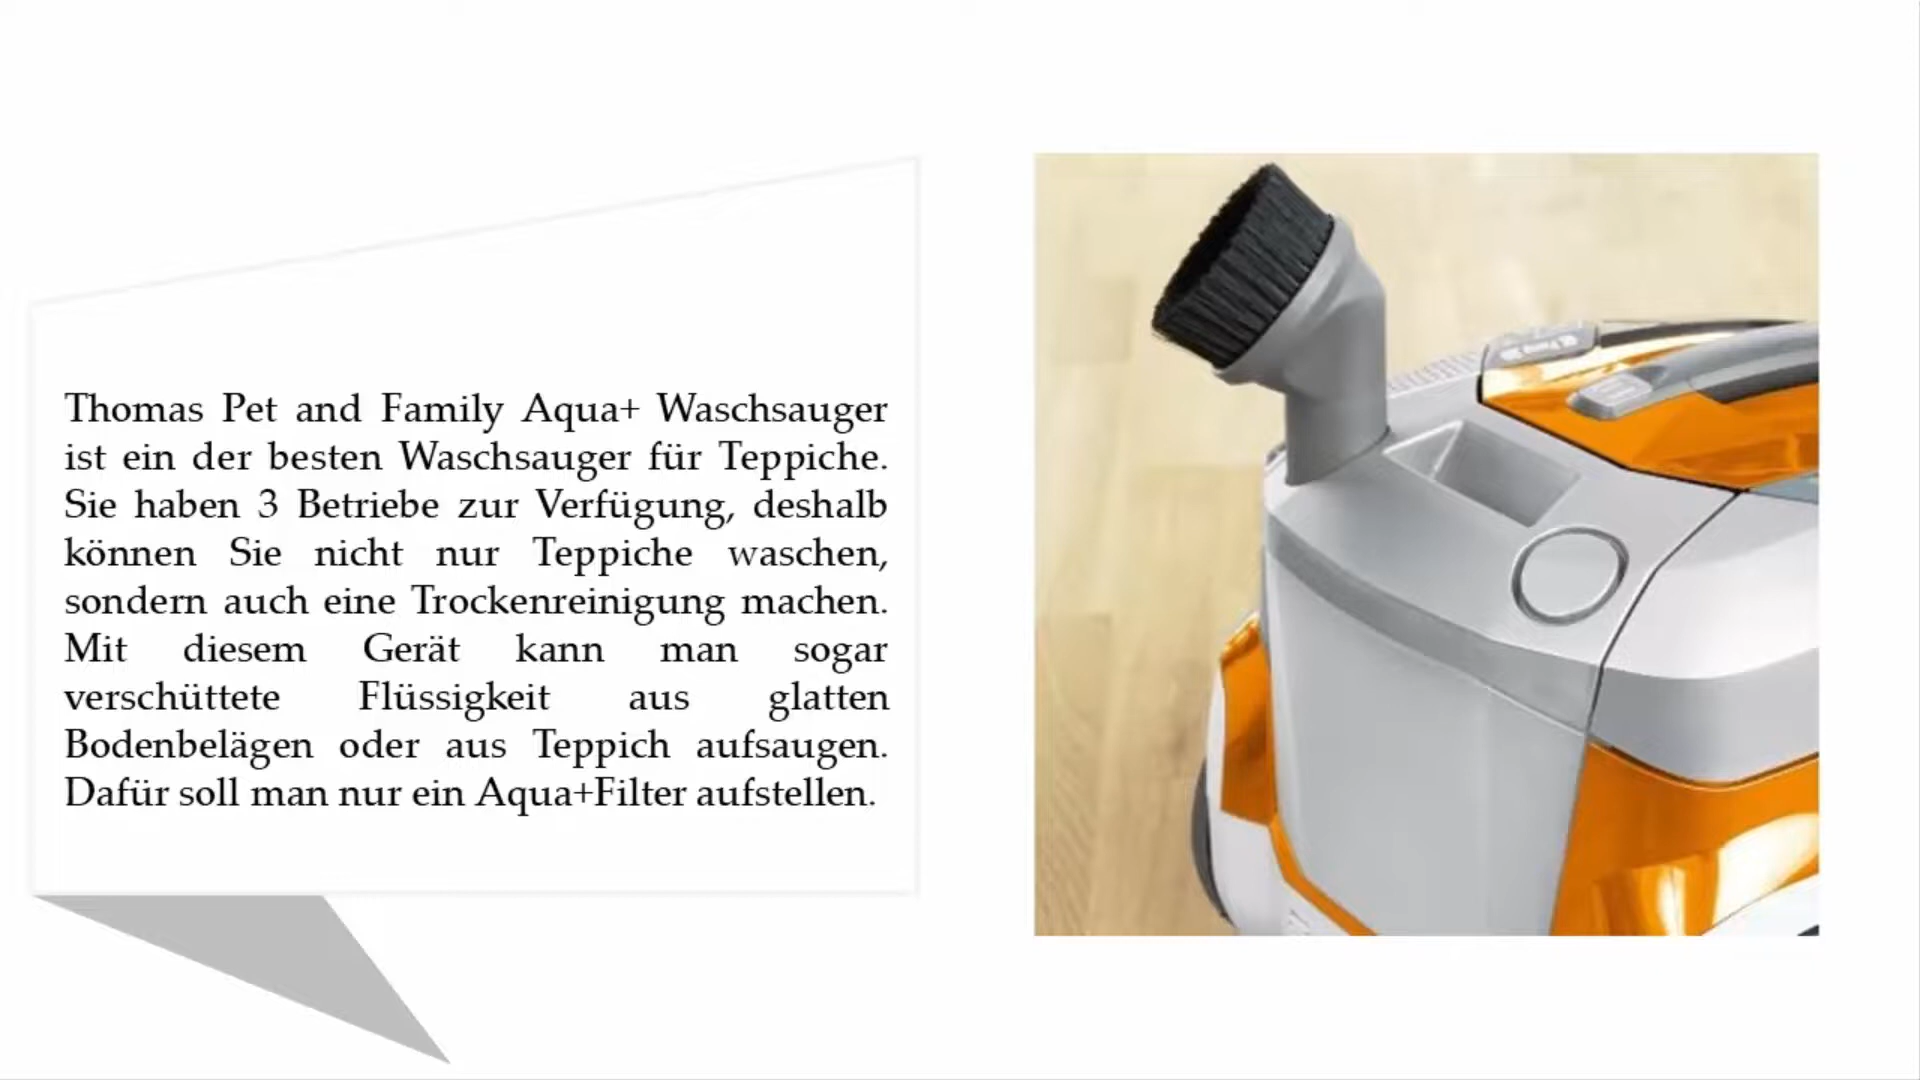 Thomas Pet and Family Aqua+ Waschsauger
ist ein der besten Waschsauger für Teppiche.
Sie haben 3 Betriebe zur Verfügung, deshalb
können Sie nicht nur Teppiche waschen,
sondern auch eine Trockenreinigung machen.
Mit diesem Gerät kann man sogar
verschüttete Flüssigkeit aus glatten
Bodenbelägen oder aus Teppich aufsaugen.
Dafür soll man nur ein Aqua+Filter aufstellen.